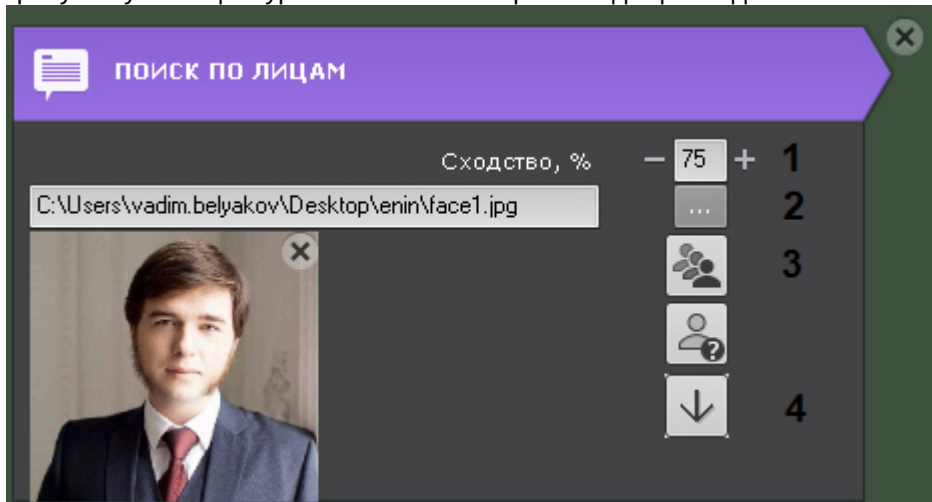 ПОИСК ПО ЛИЦАМ
Сходство, % − 75 + 1
C:\Users\vadim.belyakov\Desktop\enin\face1.jpg ... 2
3
4